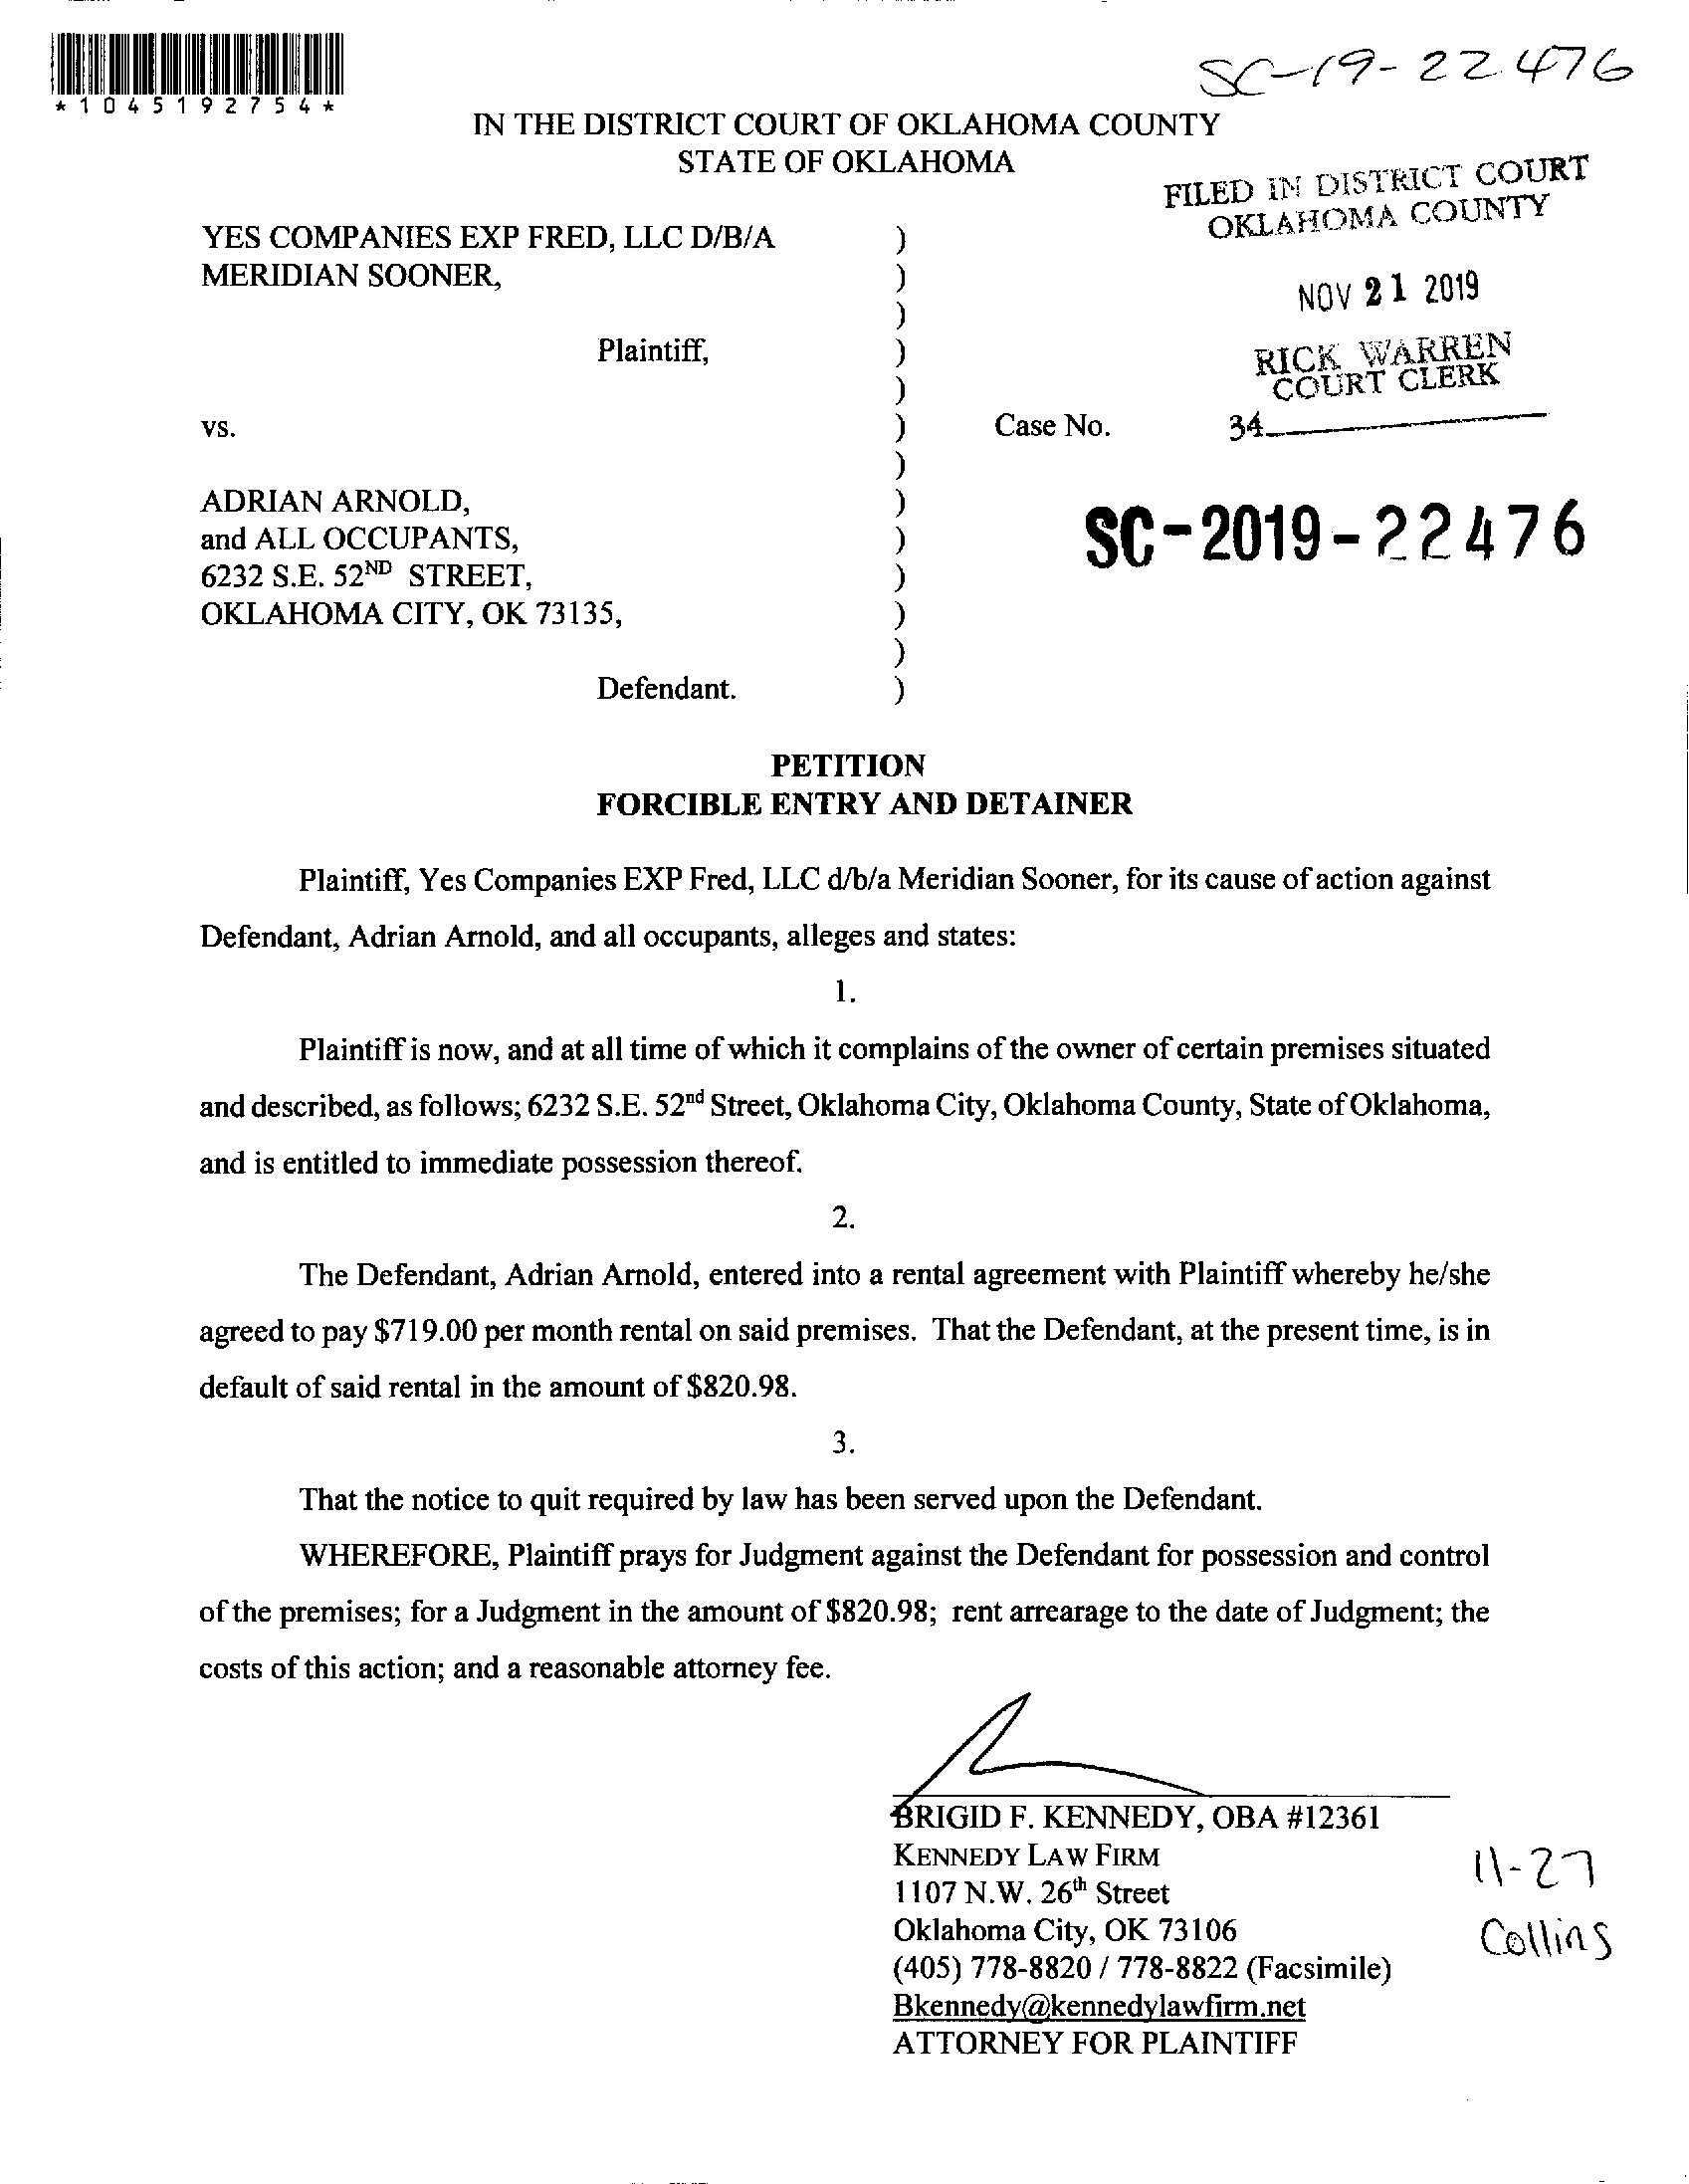 *1045192754*
SC-19-22476
IN THE DISTRICT COURT OF OKLAHOMA COUNTY
STATE OF OKLAHOMA
FILED IN DISTRICT COURT
OKLAHOMA COUNTY
NOV 21 2019
RICK WARREN
COURT CLERK
34
YES COMPANIES EXP FRED, LLC D/B/A )
MERIDIAN SOONER, )
)
Plaintiff, )
)
vs. ) Case No.
)
ADRIAN ARNOLD, )
and ALL OCCUPANTS, )
6232 S.E. 52ND STREET, )
OKLAHOMA CITY, OK 73135, )
)
Defendant. )
SC-2019-22476
PETITION
FORCIBLE ENTRY AND DETAINER
Plaintiff, Yes Companies EXP Fred, LLC d/b/a Meridian Sooner, for its cause of action against
Defendant, Adrian Arnold, and all occupants, alleges and states:
1.
Plaintiff is now, and at all time of which it complains of the owner of certain premises situated
and described, as follows; 6232 S.E. 52nd Street, Oklahoma City, Oklahoma County, State of Oklahoma,
and is entitled to immediate possession thereof.
2.
The Defendant, Adrian Arnold, entered into a rental agreement with Plaintiff whereby he/she
agreed to pay $719.00 per month rental on said premises. That the Defendant, at the present time, is in
default of said rental in the amount of $820.98.
3.
That the notice to quit required by law has been served upon the Defendant.
WHEREFORE, Plaintiff prays for Judgment against the Defendant for possession and control
of the premises; for a Judgment in the amount of $820.98; rent arrearage to the date of Judgment; the
costs of this action; and a reasonable attorney fee.
BRIGID F. KENNEDY, OBA #12361
KENNEDY LAW FIRM
1107 N.W. 26th Street
Oklahoma City, OK 73106
(405) 778-8820 / 778-8822 (Facsimile)
Bkennedy@kennedylawfirm.net
ATTORNEY FOR PLAINTIFF
11-27
Collins